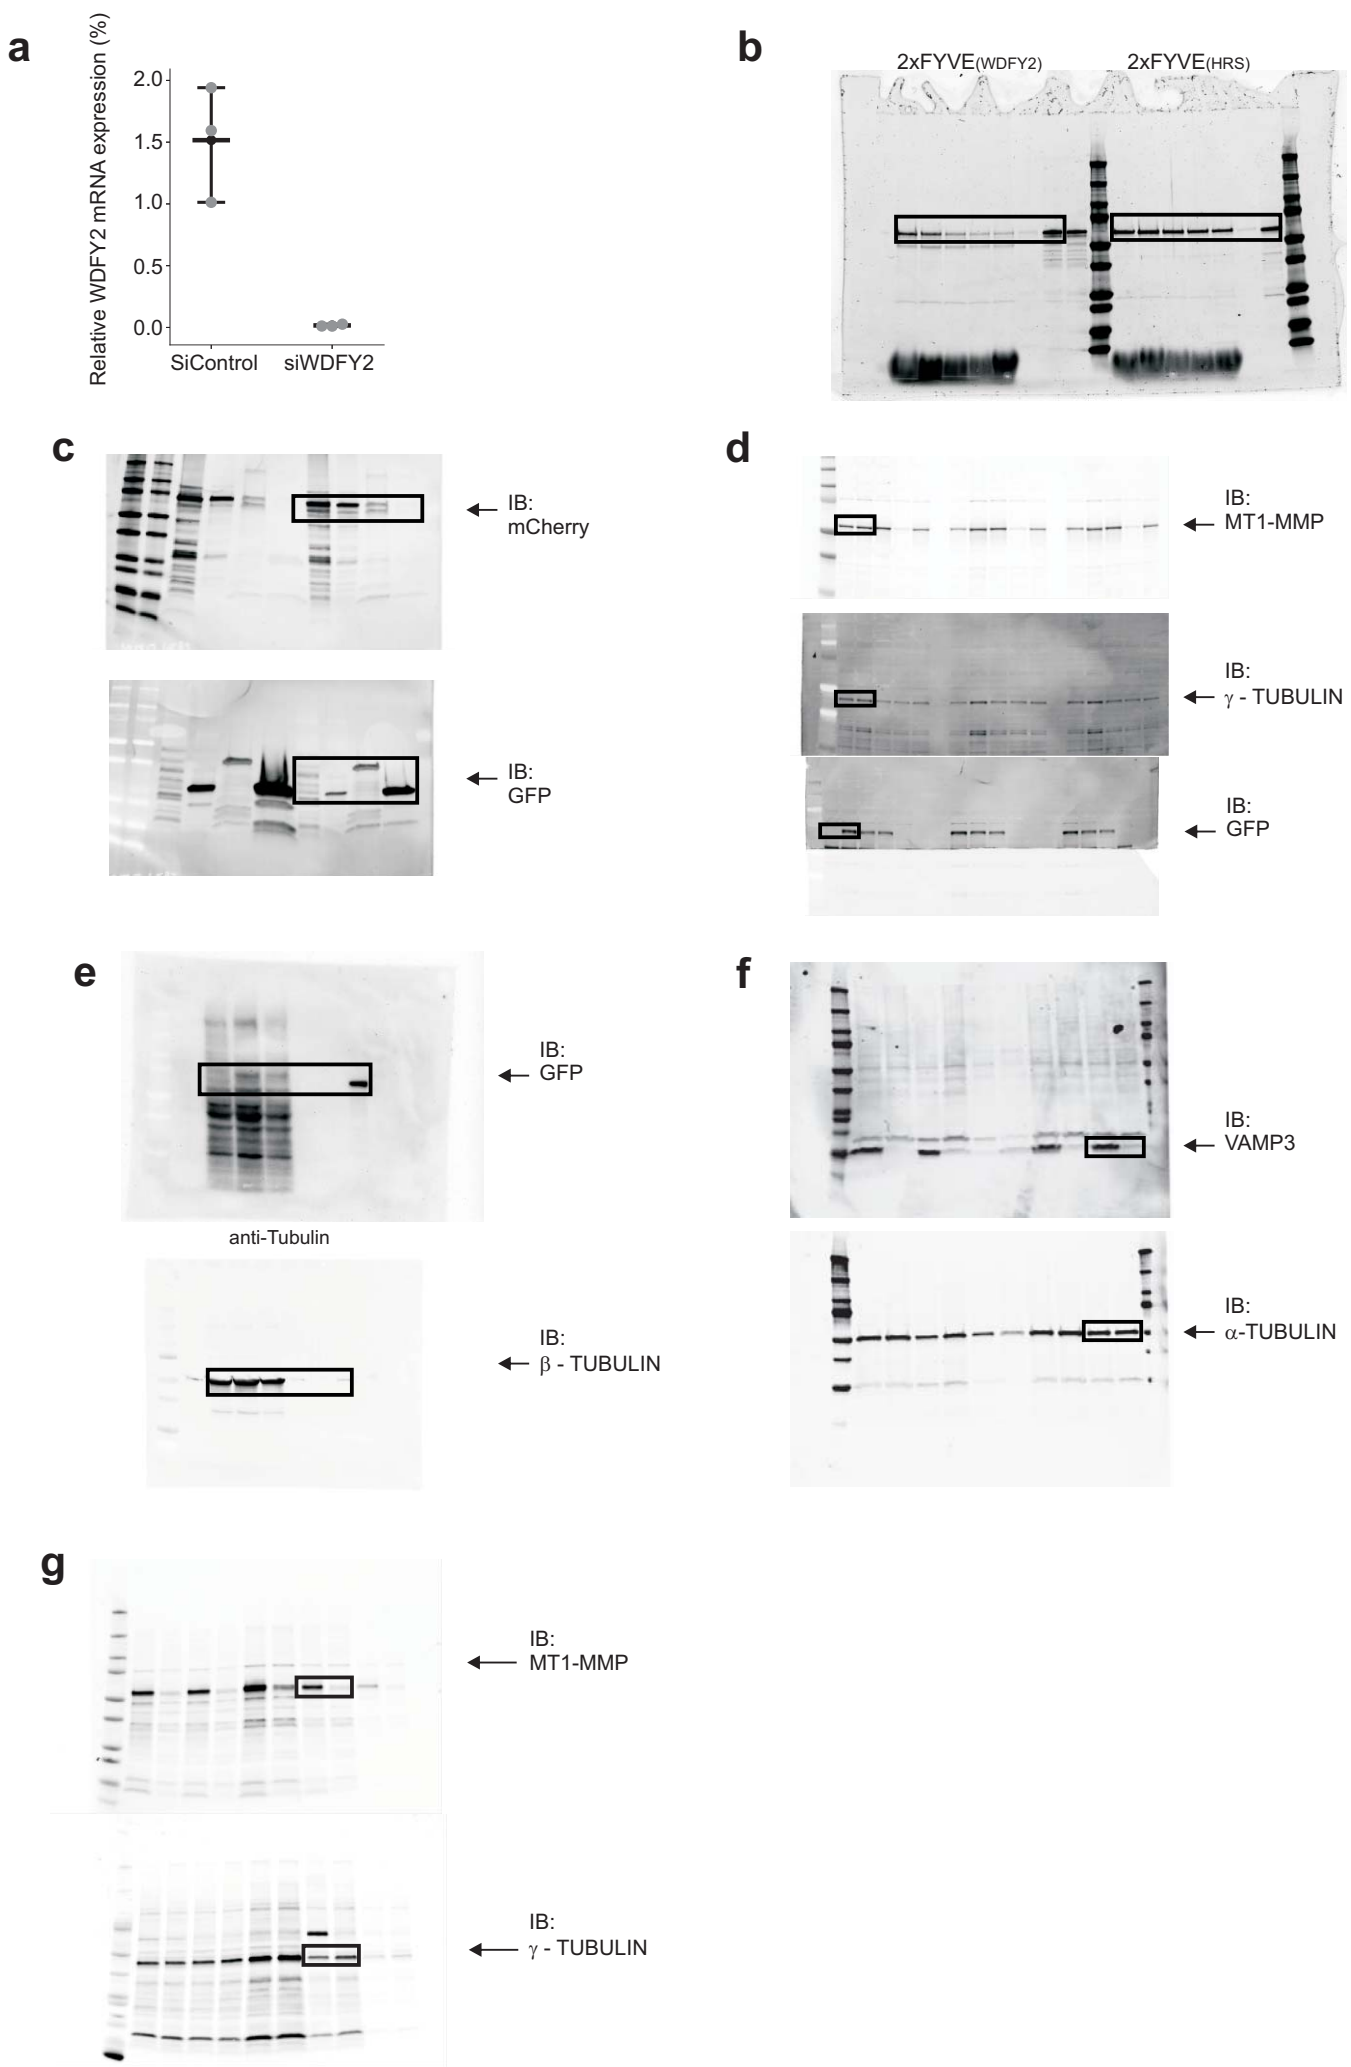 a
Relative WDFY2 mRNA expression (%)
2.0
1.5
1.0
0.5
0.0
SiControl
siWDFY2
b
2xFYVE(WDFY2)
2xFYVE(HRS)
c
IB:
mCherry
IB:
GFP
d
IB:
MT1-MMP
IB:
γ - TUBULIN
IB:
GFP
e
IB:
GFP
anti-Tubulin
IB:
β - TUBULIN
f
IB:
VAMP3
IB:
α-TUBULIN
g
IB:
MT1-MMP
IB:
γ - TUBULIN